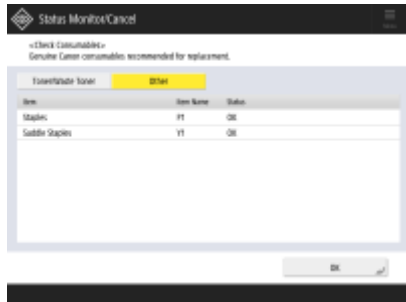 Status Monitor/Cancel
<Check Consumables>
Genuine Canon consumables recommended for replacement.
Toner/Waste Toner
Other
Item Item Name Status
Staples P1 OK
Saddle Staples Y1 OK
OK